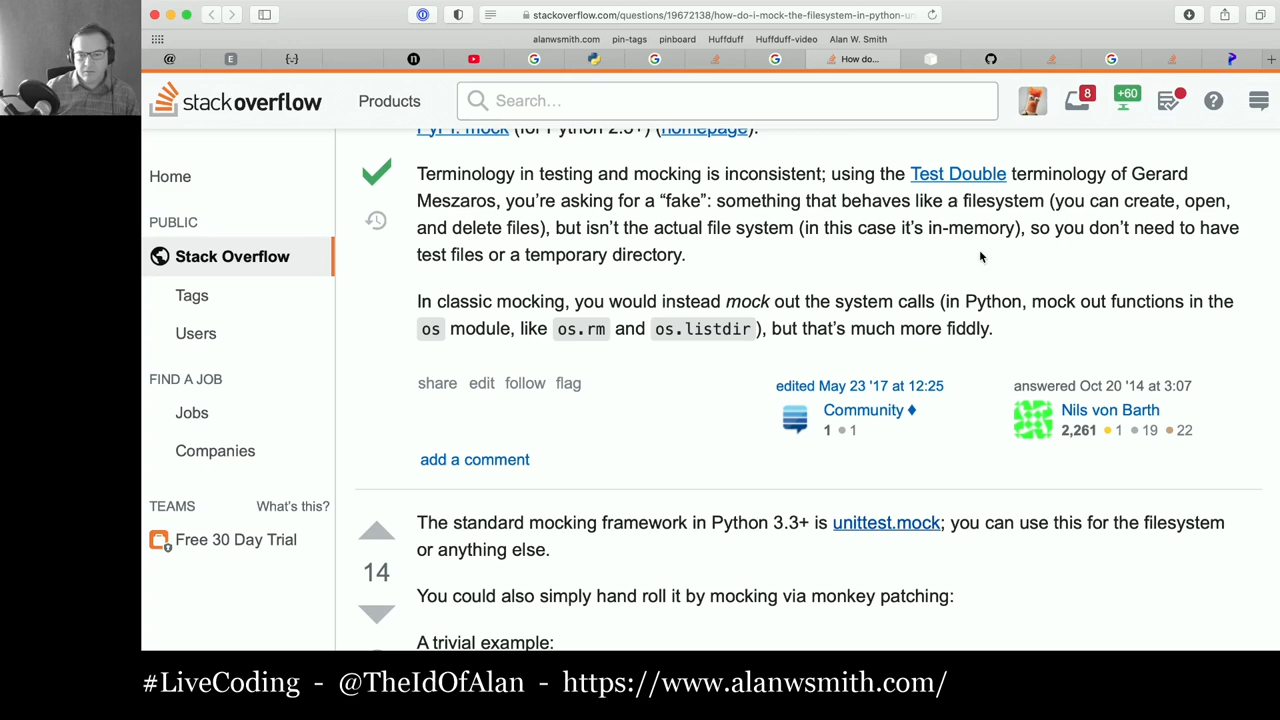 stackoverflow.com/questions/19672138/how-do-i-mock-the-filesystem-in-python-un
alanwsmith.com pin-tags pinboard Huffduff Huffduff-video Alan W. Smith
@ E {-} n G G G How do... G
stackoverflow Products Search... 8 +60
PyPI: mock (for Python 2.5+) (homepage).
Home
PUBLIC
Stack Overflow
Tags
Users
FIND A JOB
Jobs
Companies
TEAMS What's this?
Free 30 Day Trial
Terminology in testing and mocking is inconsistent; using the Test Double terminology of Gerard
Meszaros, you’re asking for a “fake”: something that behaves like a filesystem (you can create, open,
and delete files), but isn’t the actual file system (in this case it’s in-memory), so you don’t need to have
test files or a temporary directory.
In classic mocking, you would instead mock out the system calls (in Python, mock out functions in the
os module, like os.rm and os.listdir), but that’s much more fiddly.
share edit follow flag
edited May 23 '17 at 12:25
Community ♦
1 ● 1
answered Oct 20 '14 at 3:07
Nils von Barth
2,261 ● 1 ● 19 ● 22
add a comment
14
The standard mocking framework in Python 3.3+ is unittest.mock; you can use this for the filesystem
or anything else.
You could also simply hand roll it by mocking via monkey patching:
A trivial example:
#LiveCoding - @TheIdOfAlan - https://www.alanwsmith.com/